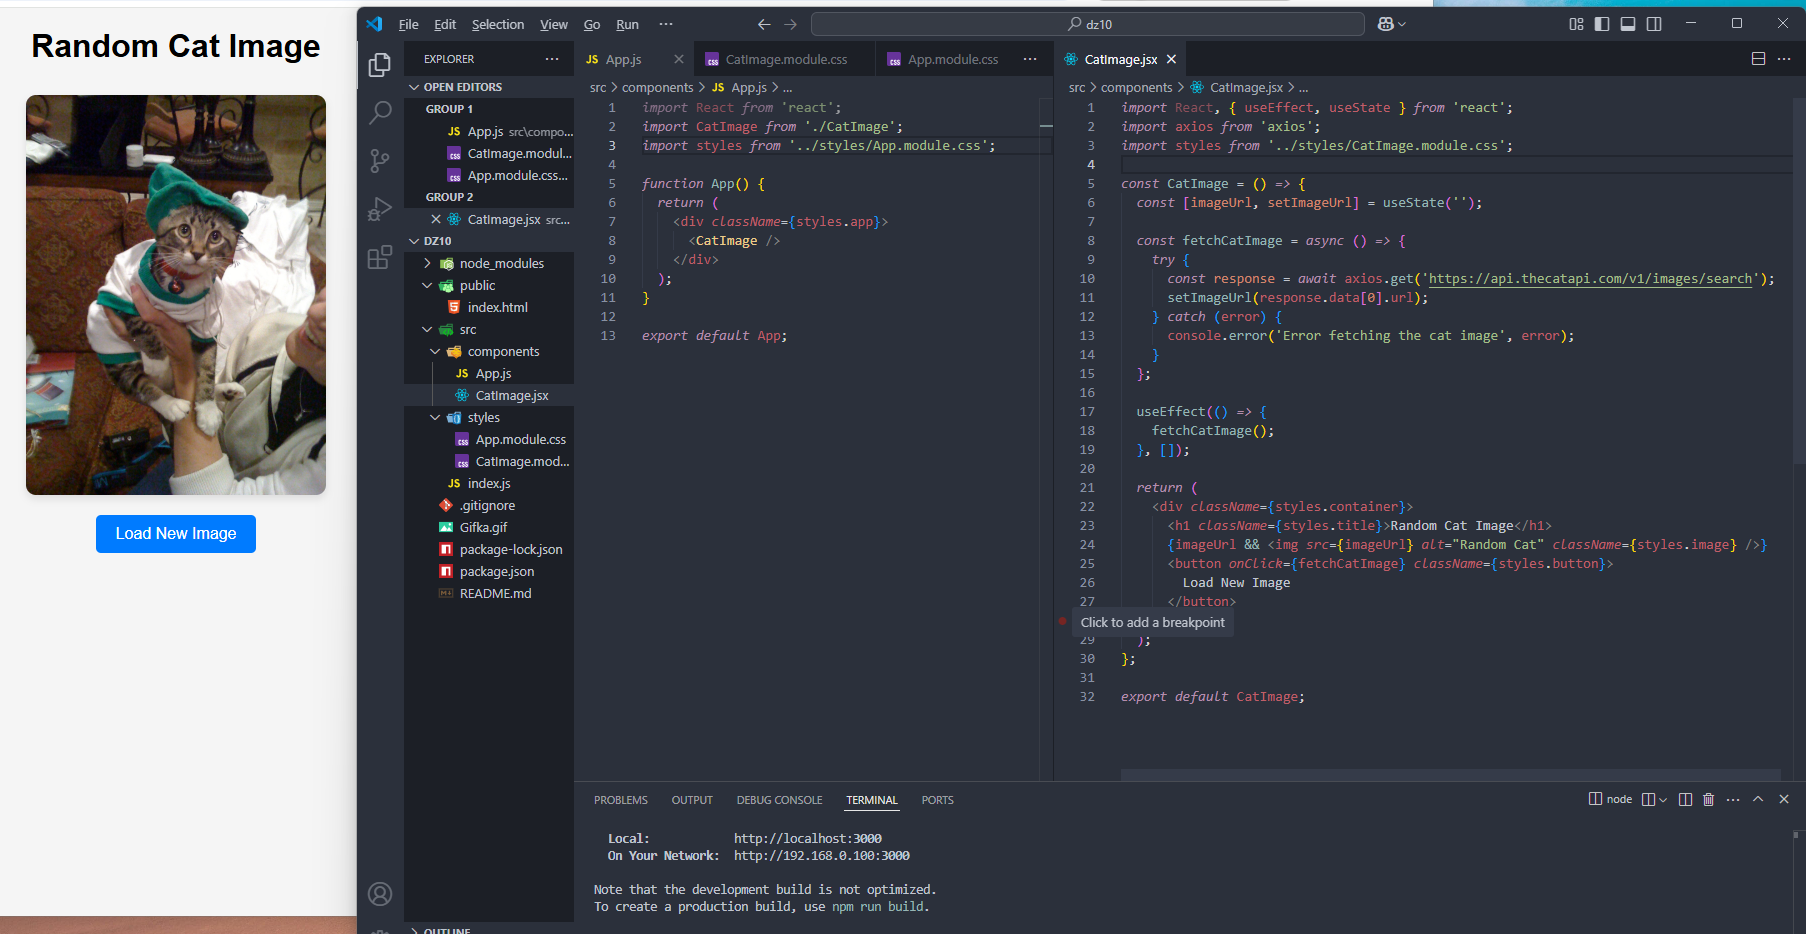 Random Cat Image
Load New Image
File Edit Selection View Go Run ...
dz10
EXPLORER ...
OPEN EDITORS
GROUP 1
JS App.js src\compo...
CSS CatImage.modul...
CSS App.module.css...
GROUP 2
CatImage.jsx src...
DZ10
node_modules
public
index.html
src
components
JS App.js
CatImage.jsx
styles
CSS App.module.css
CSS CatImage.mod...
JS index.js
.gitignore
Gifka.gif
package-lock.json
package.json
README.md
OUTLINE
JS App.js
CSS CatImage.module.css
CSS App.module.css
...
src > components > JS App.js > ...
1 import React from 'react';
2 import CatImage from './CatImage';
3 import styles from '../styles/App.module.css';
4
5 function App() {
6 return (
7 <div className={styles.app}>
8 <CatImage />
9 </div>
10 );
11 }
12
13 export default App;
CatImage.jsx
...
src > components > CatImage.jsx > ...
1 import React, { useEffect, useState } from 'react';
2 import axios from 'axios';
3 import styles from '../styles/CatImage.module.css';
4
5 const CatImage = () => {
6 const [imageUrl, setImageUrl] = useState('');
7
8 const fetchCatImage = async () => {
9 try {
10 const response = await axios.get('https://api.thecatapi.com/v1/images/search');
11 setImageUrl(response.data[0].url);
12 } catch (error) {
13 console.error('Error fetching the cat image', error);
14 }
15 };
16
17 useEffect(() => {
18 fetchCatImage();
19 }, []);
20
21 return (
22 <div className={styles.container}>
23 <h1 className={styles.title}>Random Cat Image</h1>
24 {imageUrl && <img src={imageUrl} alt="Random Cat" className={styles.image} />}
25 <button onClick={fetchCatImage} className={styles.button}>
26 Load New Image
27 </button>
Click to add a breakpoint
29 );
30 };
31
32 export default CatImage;
PROBLEMS OUTPUT DEBUG CONSOLE TERMINAL PORTS
node ...
Local: http://localhost:3000
On Your Network: http://192.168.0.100:3000
Note that the development build is not optimized.
To create a production build, use npm run build.